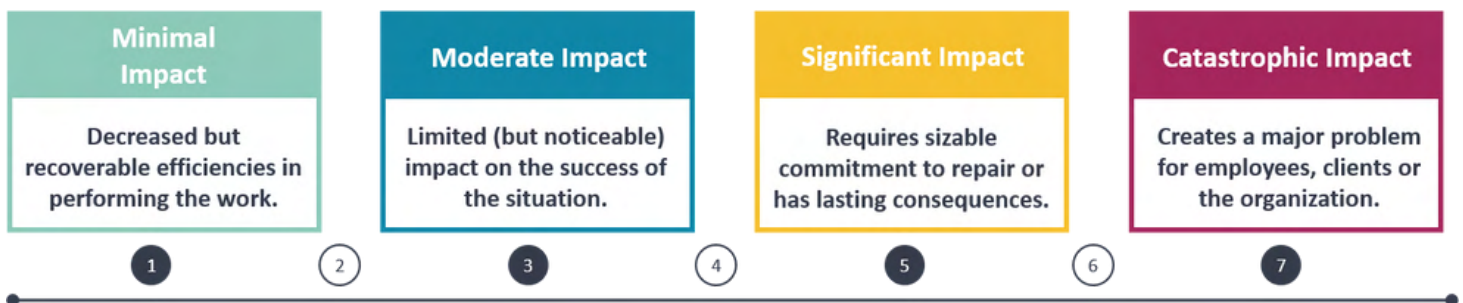 Minimal
Impact
Decreased but
recoverable efficiencies in
performing the work.
Moderate Impact
Limited (but noticeable)
impact on the success of
the situation.
Significant Impact
Requires sizable
commitment to repair or
has lasting consequences.
Catastrophic Impact
Creates a major problem
for employees, clients or
the organization.
1 2 3 4 5 6 7